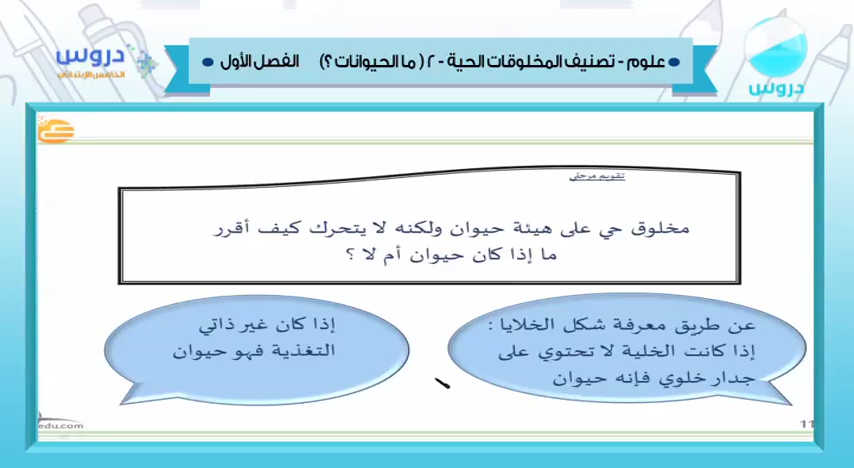 دروس
علوم - تصنيف المخلوقات الحية - ٢ ( ما الحيوانات ؟) الفصل الأول
دروس
الخامس الإبتدائي
تقويم مرحلي
مخلوق حي على هيئة حيوان ولكنه لا يتحرك كيف أقرر
ما إذا كان حيوان أم لا ؟
عن طريق معرفة شكل الخلايا :
إذا كانت الخلية لا تحتوي على
جدار خلوي فإنه حيوان
إذا كان غير ذاتي
التغذية فهو حيوان
edu.com
11